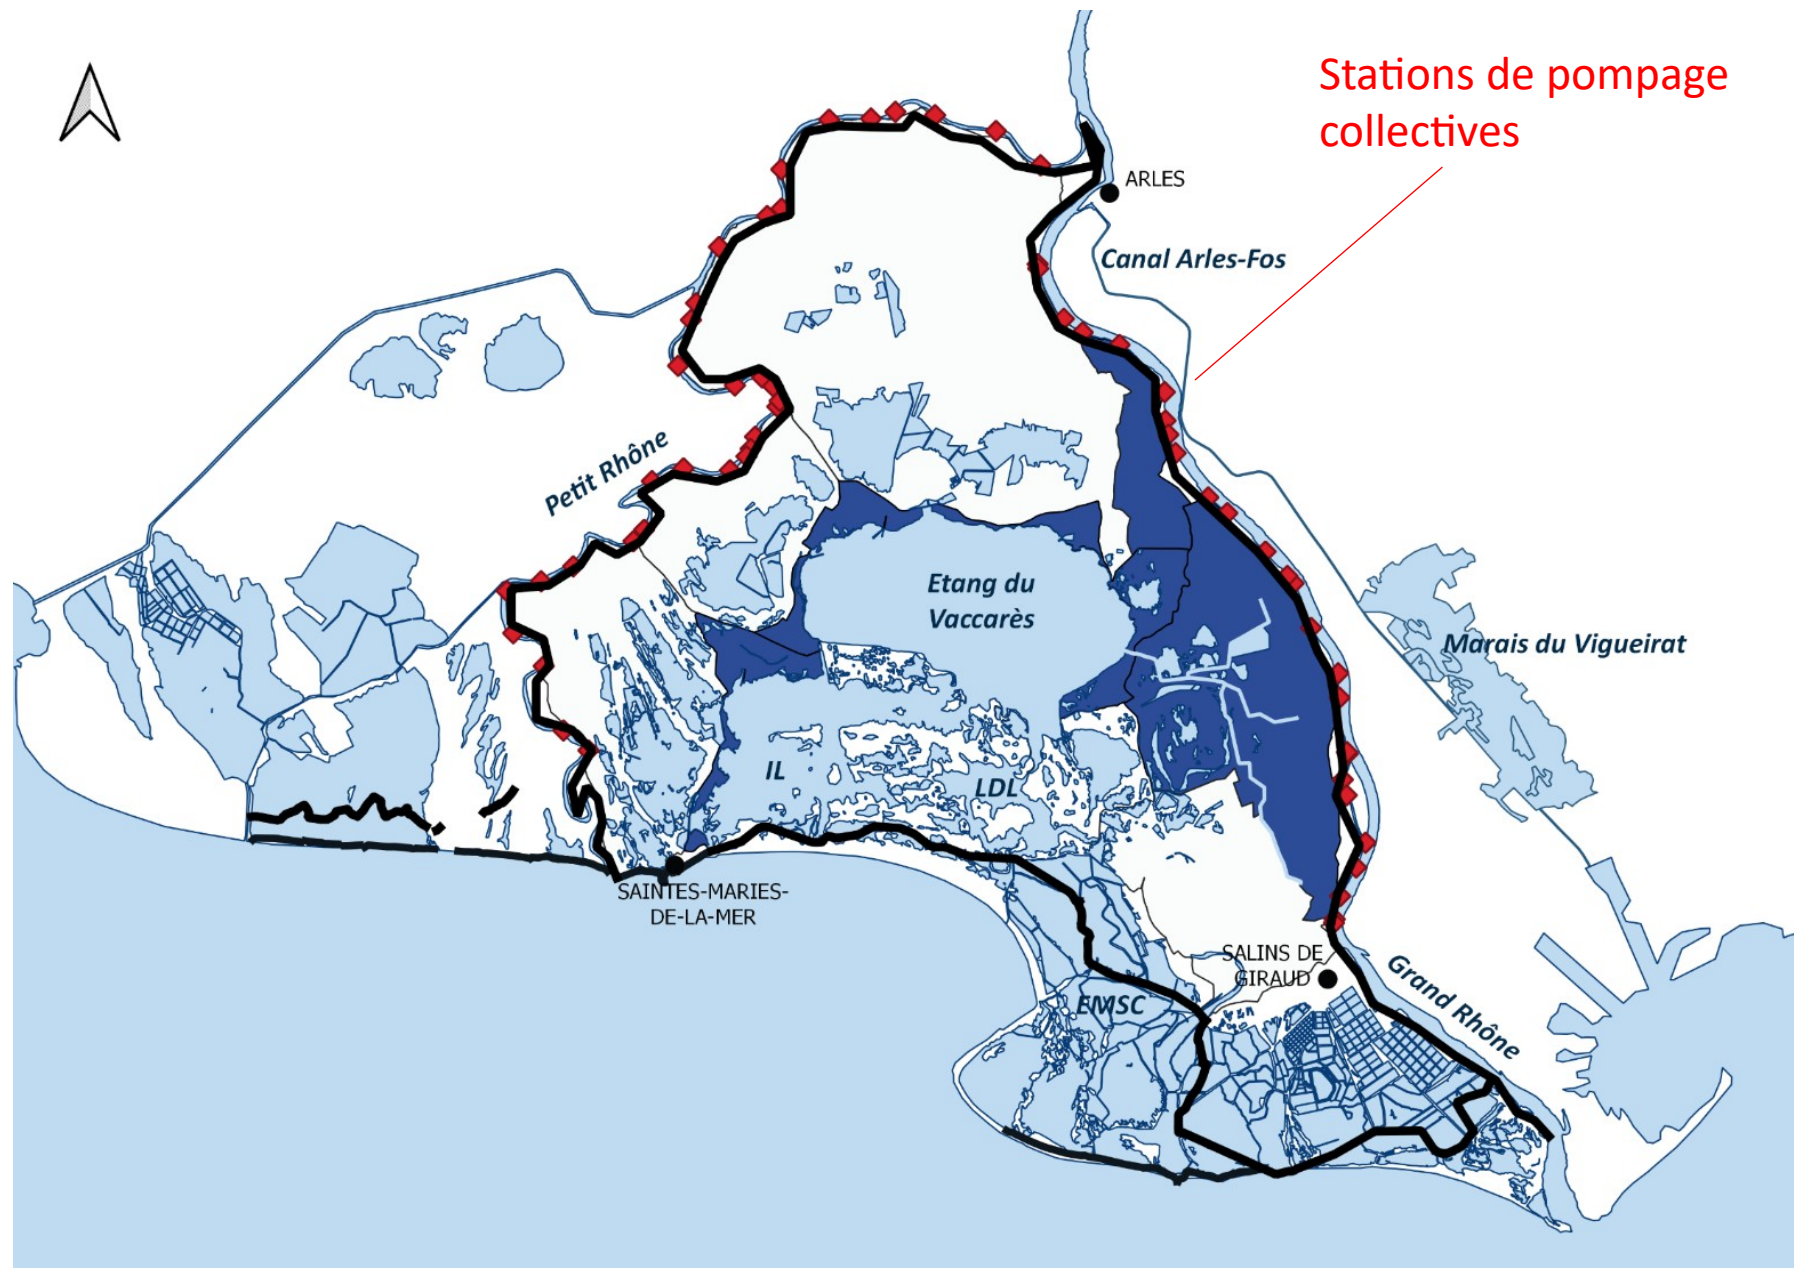 Stations de pompage
collectives
ARLES
Canal Arles-Fos
Petit Rhône
Etang du
Vaccarès
Marais du Vigueirat
IL
LDL
SAINTES-MARIES-
DE-LA-MER
SALINS DE
GIRAUD
Grand Rhône
EMSC